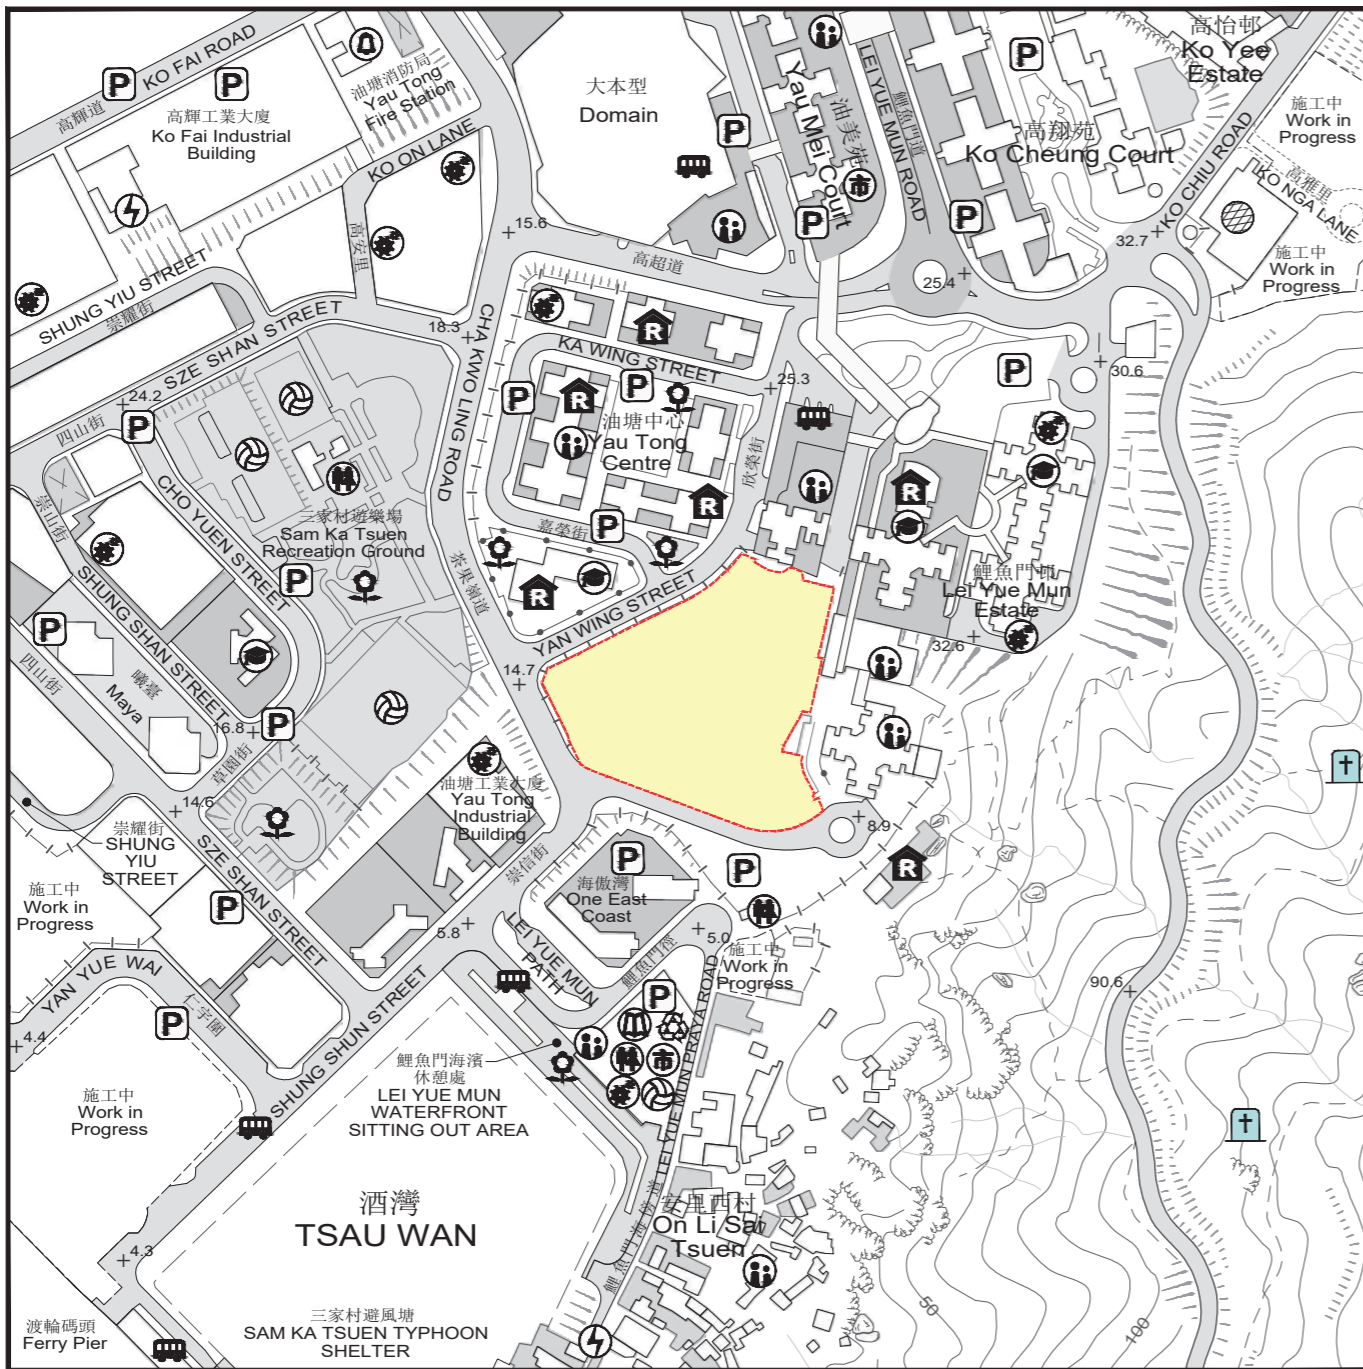 KO FAI ROAD
高輝道
高輝工業大廈
Ko Fai Industrial
Building
油塘消防局
Yau Tong
Fire Station
KO ON LANE
高安里
大本型
Domain
Yau Mei Court
油美苑
LEI YUE MUN ROAD
鯉魚門道
高怡邨
Ko Yee
Estate
高翔苑
Ko Cheung Court
KO CHIU ROAD
施工中
Work in
Progress
高雅里
KO NGA LANE
施工中
Work in
Progress
SHUNG YIU STREET
崇耀街
SZE SHAN STREET
四山街
15.6
高超道
32.7
25.4
18.3
24.2
25.3
30.6
CHA KWO LING ROAD
茶果嶺道
KA WING STREET
油塘中心
Yau Tong
Centre
欣榮街
嘉榮街
YAN WING STREET
三家村遊樂場
Sam Ka Tsuen
Recreation Ground
CHO YUEN STREET
崇山街
SHUNG SHAN STREET
四山街
曦臺
Maya
16.8
草園街
14.7
14.6
鯉魚門邨
Lei Yue Mun
Estate
32.6
油塘工業大廈
Yau Tong
Industrial
Building
崇信街
8.9
崇耀街
SHUNG
YIU
STREET
SZE SHAN STREET
施工中
Work in
Progress
海傲灣
One East
Coast
5.8
LEI YUE MUN
PATH
鯉魚門徑
5.0
施工中
Work in
Progress
YAN YUE WAI
仁宇圍
4.4
SHUNG SHUN STREET
施工中
Work in
Progress
90.6
鯉魚門海濱
休憩處
LEI YUE MUN
WATERFRONT
SITTING OUT AREA
LEI YUE MUN PRAYA ROAD
鯉魚門海傍道
酒灣
TSAU WAN
安里西村
On Li Sai
Tsuen
4.3
渡輪碼頭
Ferry Pier
三家村避風塘
SAM KA TSUEN TYPHOON
SHELTER
50
100